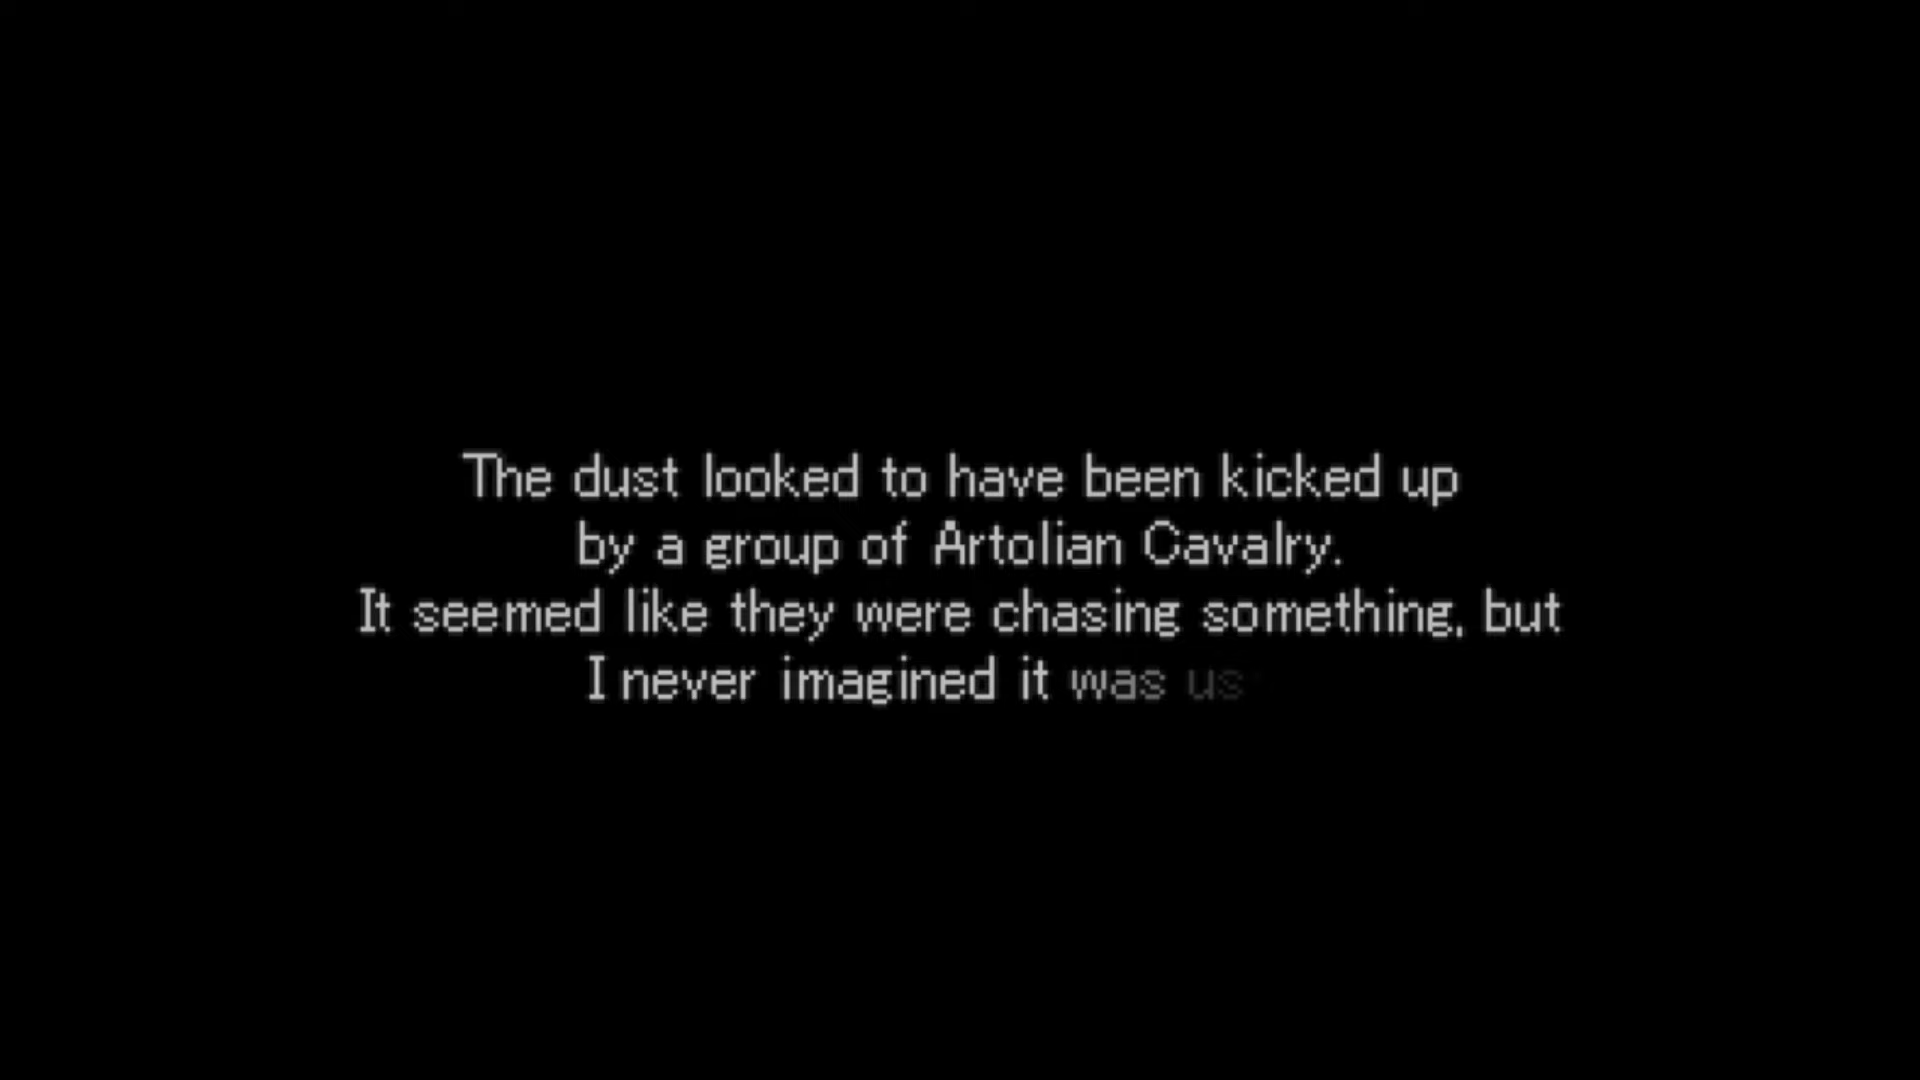 The dust looked to have been kicked up
by a group of Artolian Cavalry.
It seemed like they were chasing something, but
I never imagined it was us